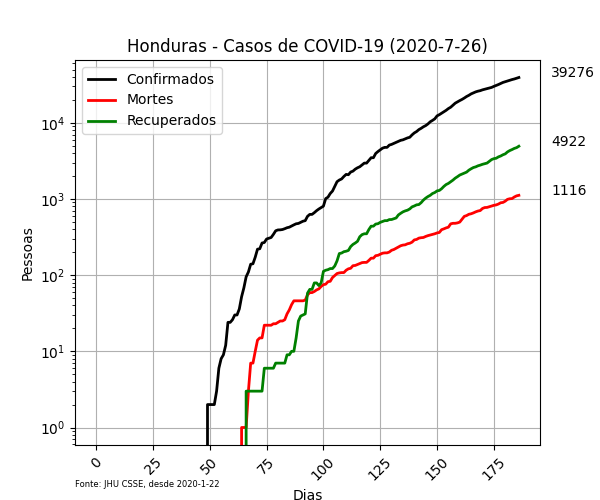 Honduras - Casos de COVID-19 (2020-7-26)
Confirmados
Mortes
Recuperados
39276
4922
1116
Pessoas
10⁴
10³
10²
10¹
10⁰
0 25 50 75 100 125 150 175
Fonte: JHU CSSE, desde 2020-1-22
Dias